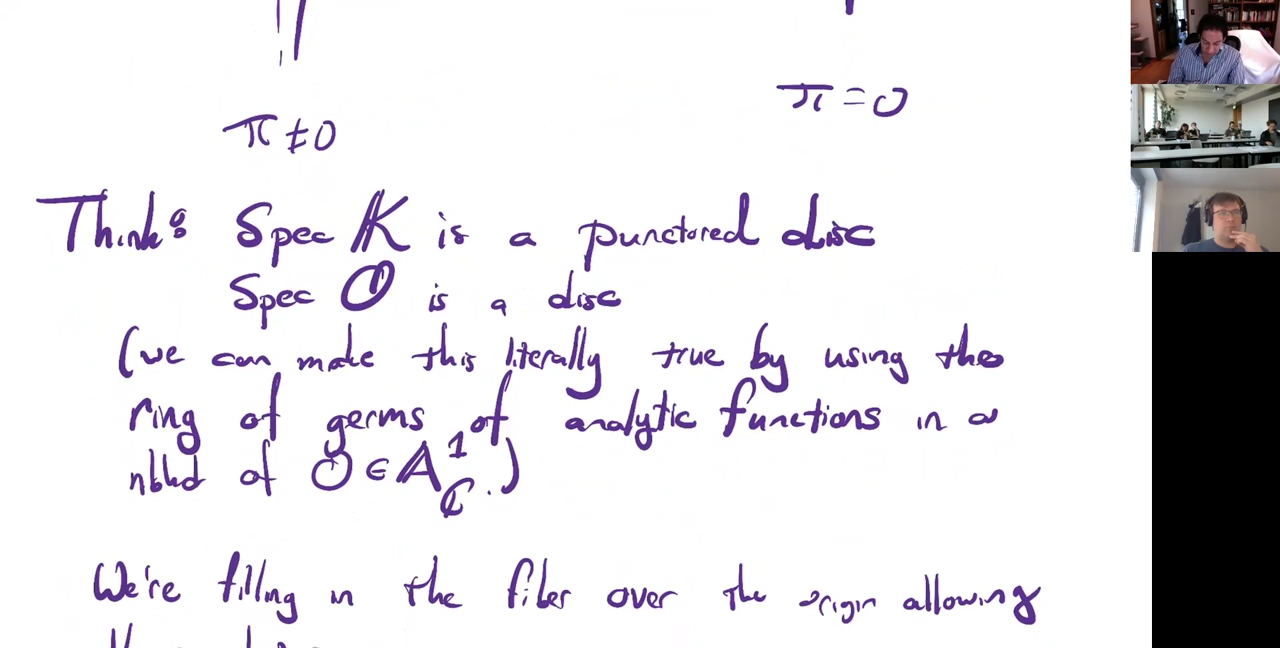 π ≠ 0
π = 0
Think: Spec K is a punctured disc
Spec O is a disc
(we can make this literally true by using the
ring of germs of analytic functions in a
nbhd of O ∈ A¹_C.)
We're filling in the fiber over the origin allowing